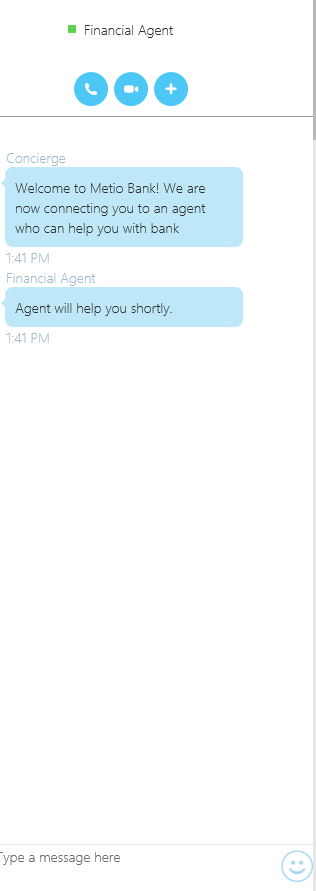 Financial Agent
Concierge
Welcome to Metio Bank! We are
now connecting you to an agent
who can help you with bank
1:41 PM
Financial Agent
Agent will help you shortly.
1:41 PM
Type a message here